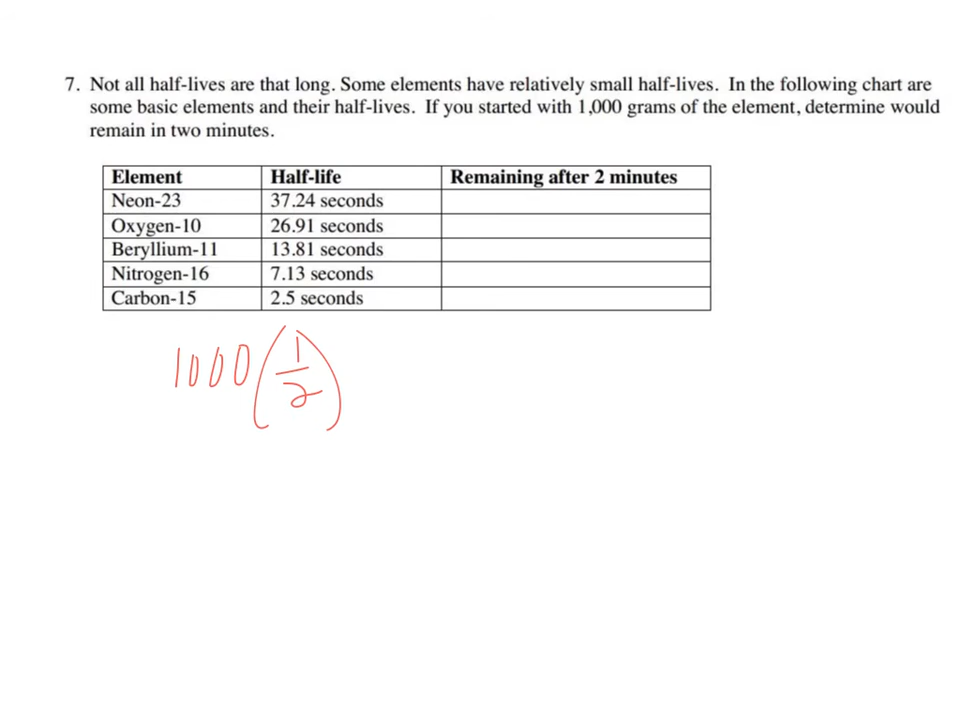 7. Not all half-lives are that long. Some elements have relatively small half-lives. In the following chart are
some basic elements and their half-lives. If you started with 1,000 grams of the element, determine would
remain in two minutes.
Element Half-life Remaining after 2 minutes
Neon-23 37.24 seconds
Oxygen-10 26.91 seconds
Beryllium-11 13.81 seconds
Nitrogen-16 7.13 seconds
Carbon-15 2.5 seconds
1000(1/2)